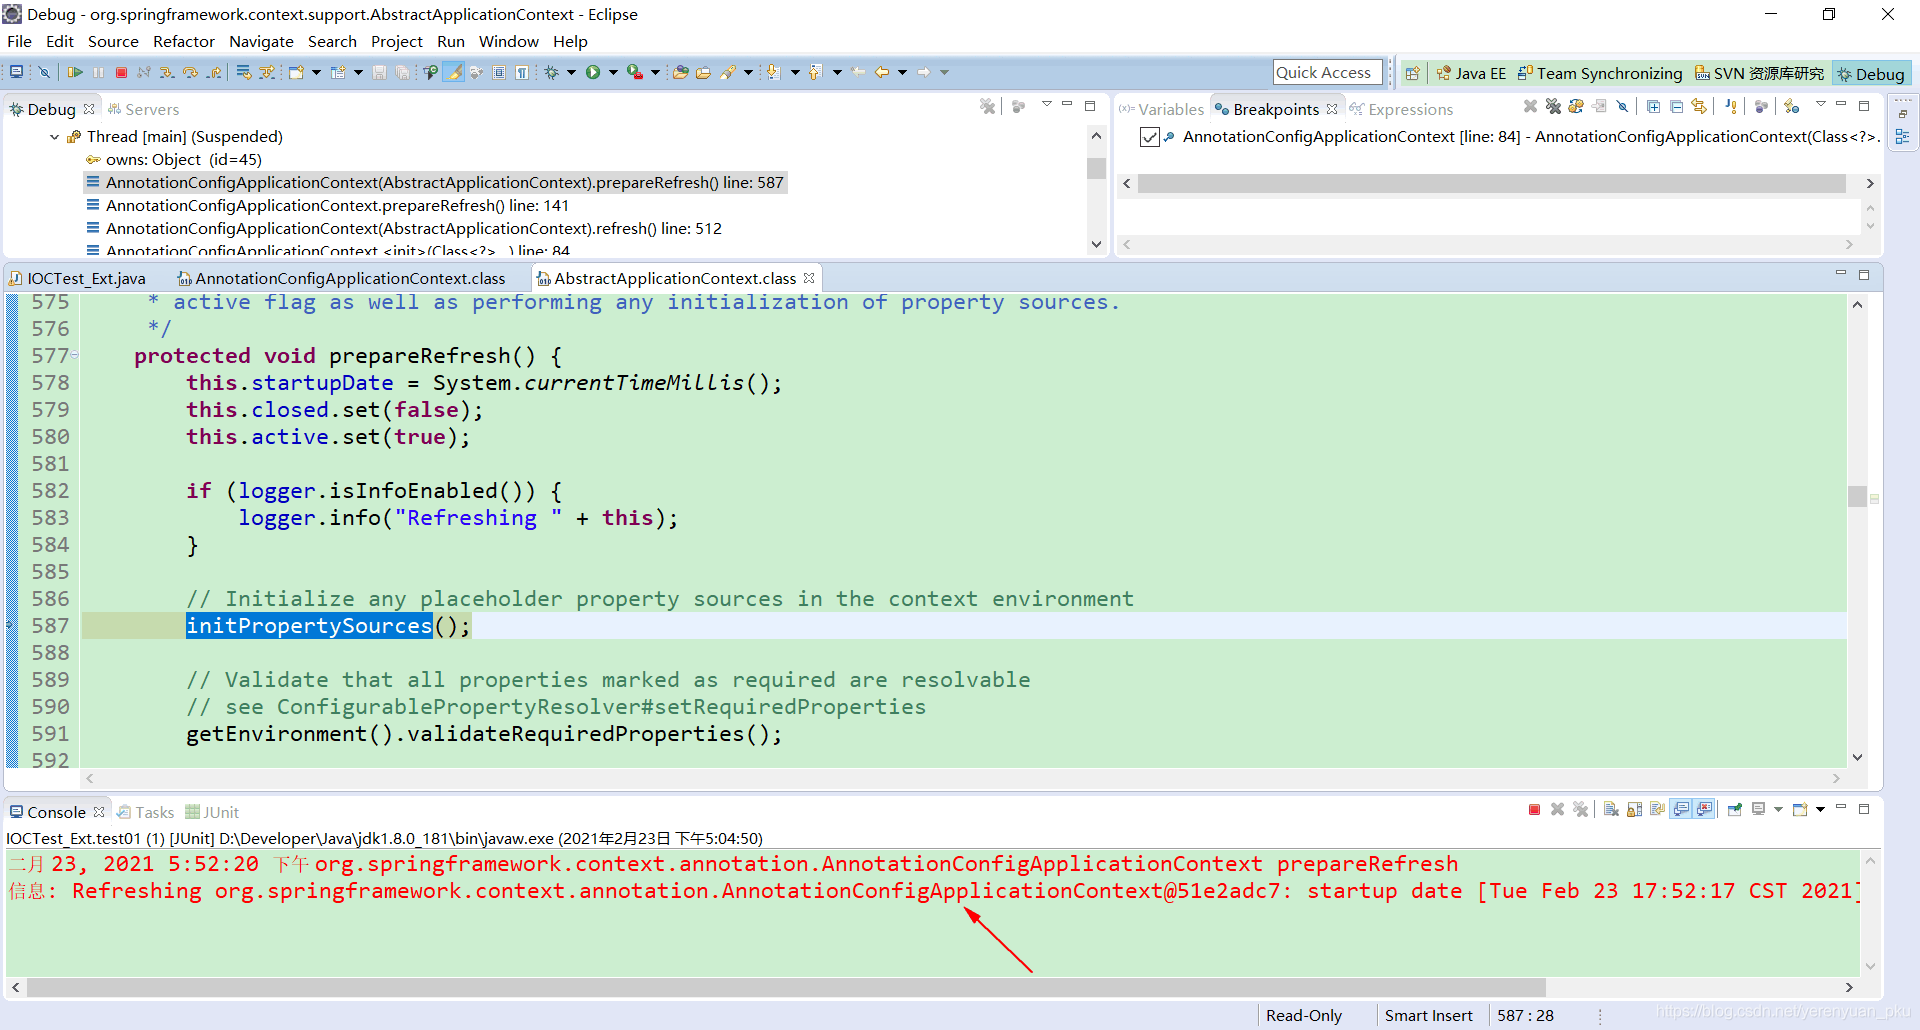 Debug - org.springframework.context.support.AbstractApplicationContext - Eclipse
File Edit Source Refactor Navigate Search Project Run Window Help
Quick Access
Java EE
Team Synchronizing
SVN 资源库研究
Debug
Debug
Servers
Thread [main] (Suspended)
owns: Object (id=45)
AnnotationConfigApplicationContext(AbstractApplicationContext).prepareRefresh() line: 587
AnnotationConfigApplicationContext.prepareRefresh() line: 141
AnnotationConfigApplicationContext(AbstractApplicationContext).refresh() line: 512
AnnotationConfigApplicationContext.<init>(Class<?>...) line: 84
(x)= Variables
Breakpoints
Expressions
AnnotationConfigApplicationContext [line: 84] - AnnotationConfigApplicationContext(Class<?>.
IOCTest_Ext.java
AnnotationConfigApplicationContext.class
AbstractApplicationContext.class
575 * active flag as well as performing any initialization of property sources.
576 */
577 protected void prepareRefresh() {
578 this.startupDate = System.currentTimeMillis();
579 this.closed.set(false);
580 this.active.set(true);
581
582 if (logger.isInfoEnabled()) {
583 logger.info("Refreshing " + this);
584 }
585
586 // Initialize any placeholder property sources in the context environment
587 initPropertySources();
588
589 // Validate that all properties marked as required are resolvable
590 // see ConfigurablePropertyResolver#setRequiredProperties
591 getEnvironment().validateRequiredProperties();
592
Console
Tasks
JUnit
IOCTest_Ext.test01 (1) [JUnit] D:\Developer\Java\jdk1.8.0_181\bin\javaw.exe (2021年2月23日 下午5:04:50)
二月 23, 2021 5:52:20 下午 org.springframework.context.annotation.AnnotationConfigApplicationContext prepareRefresh
信息: Refreshing org.springframework.context.annotation.AnnotationConfigApplicationContext@51e2adc7: startup date [Tue Feb 23 17:52:17 CST 2021]
Read-Only
Smart Insert
587 : 28
https://blog.csdn.net/yerenyuan_pku